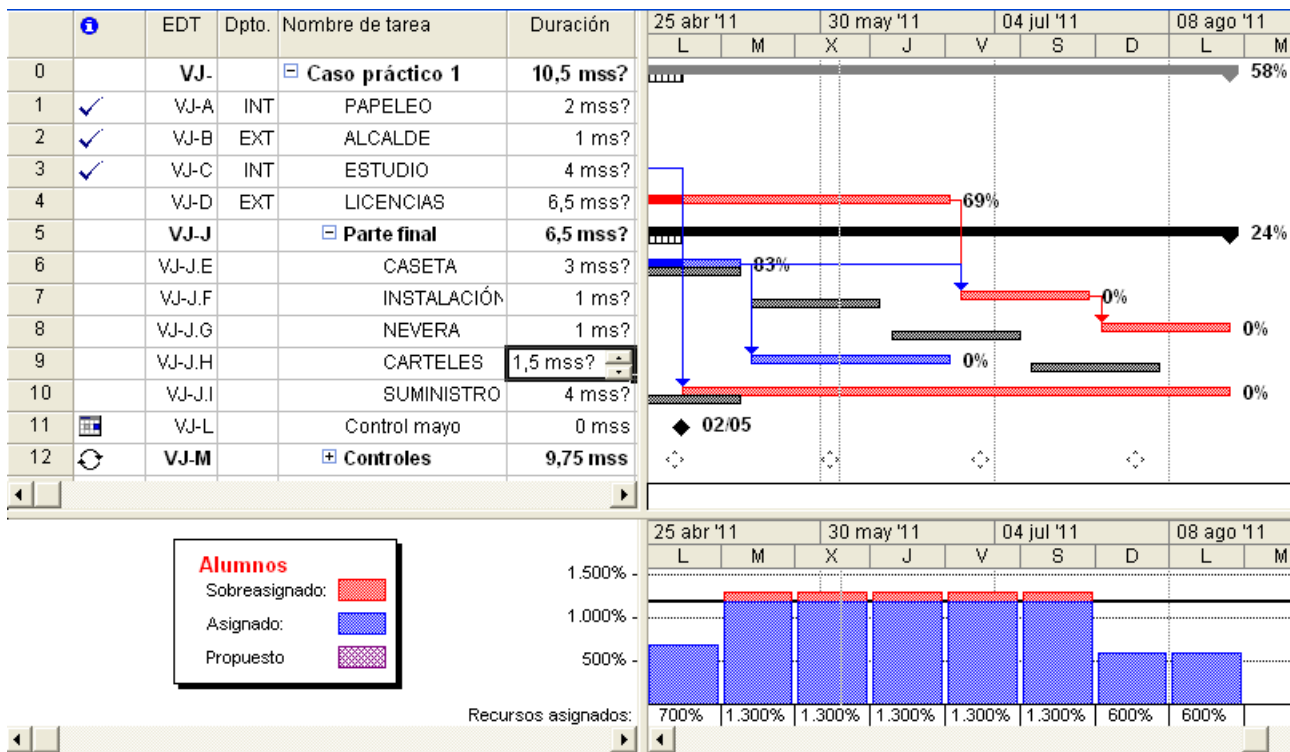 EDT Dpto. Nombre de tarea Duración 25 abr '11 30 may '11 04 jul '11 08 ago '11
L M X J V S D L M
0 VJ- Caso práctico 1 10,5 mss? 58%
1 VJ-A INT PAPELEO 2 mss?
2 VJ-B EXT ALCALDE 1 ms?
3 VJ-C INT ESTUDIO 4 mss?
4 VJ-D EXT LICENCIAS 6,5 mss? 69%
5 VJ-J Parte final 6,5 mss? 24%
6 VJ-J.E CASETA 3 mss? 83%
7 VJ-J.F INSTALACIÓN 1 ms? 0%
8 VJ-J.G NEVERA 1 ms? 0%
9 VJ-J.H CARTELES 1,5 mss? 0%
10 VJ-J.I SUMINISTRO 4 mss? 0%
11 VJ-L Control mayo 0 mss 02/05
12 VJ-M Controles 9,75 mss
25 abr '11 30 may '11 04 jul '11 08 ago '11
L M X J V S D L M
Alumnos
Sobreasignado:
Asignado:
Propuesto
1.500%
1.000%
500%
Recursos asignados: 700% 1.300% 1.300% 1.300% 1.300% 1.300% 600% 600%